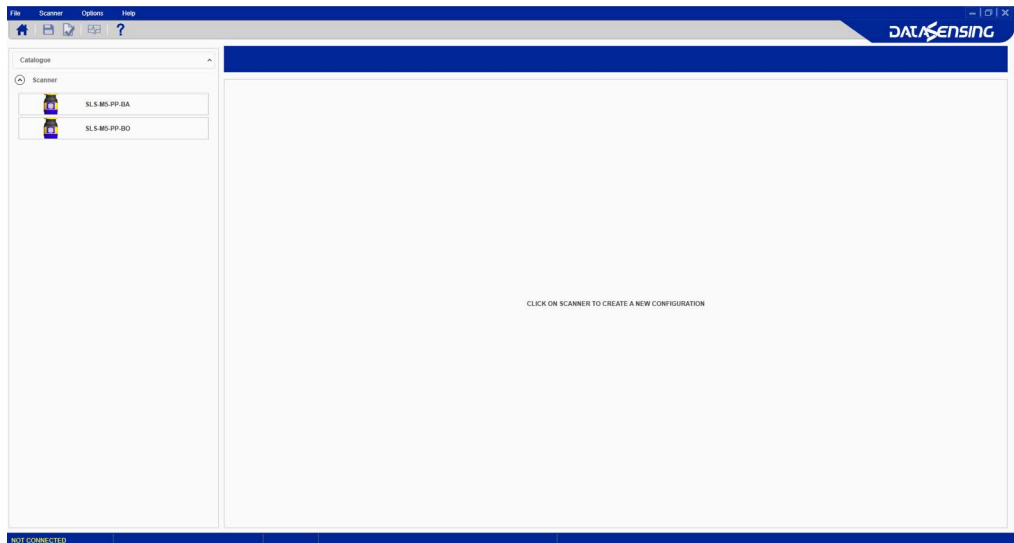 File Scanner Options Help
?
DATASENSING
Catalogue
Scanner
SLS-M5-PP-BA
SLS-M5-PP-BO
CLICK ON SCANNER TO CREATE A NEW CONFIGURATION
NOT CONNECTED